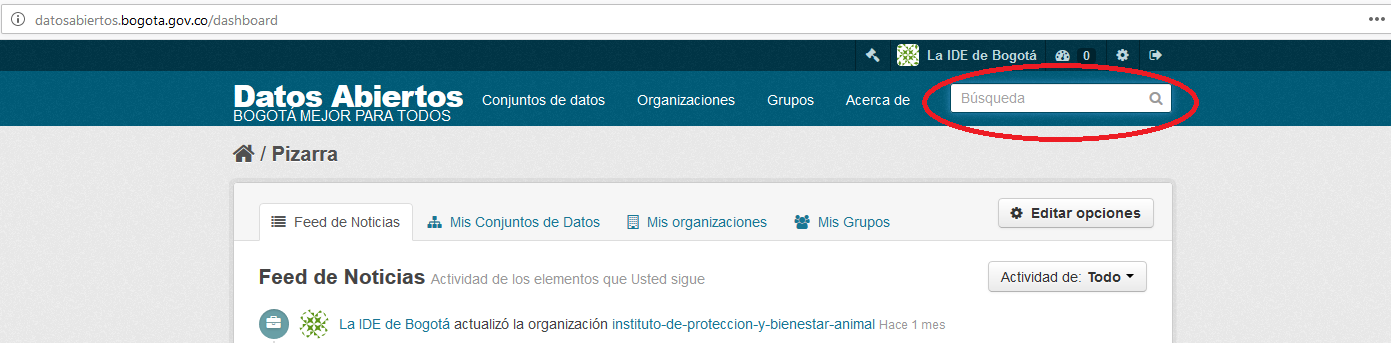 datosabiertos.bogota.gov.co/dashboard
La IDE de Bogotá 0
Datos Abiertos
BOGOTÁ MEJOR PARA TODOS
Conjuntos de datos Organizaciones Grupos Acerca de Búsqueda
/ Pizarra
Feed de Noticias Mis Conjuntos de Datos Mis organizaciones Mis Grupos Editar opciones
Feed de Noticias Actividad de los elementos que Usted sigue Actividad de: Todo
La IDE de Bogotá actualizó la organización instituto-de-proteccion-y-bienestar-animal Hace 1 mes